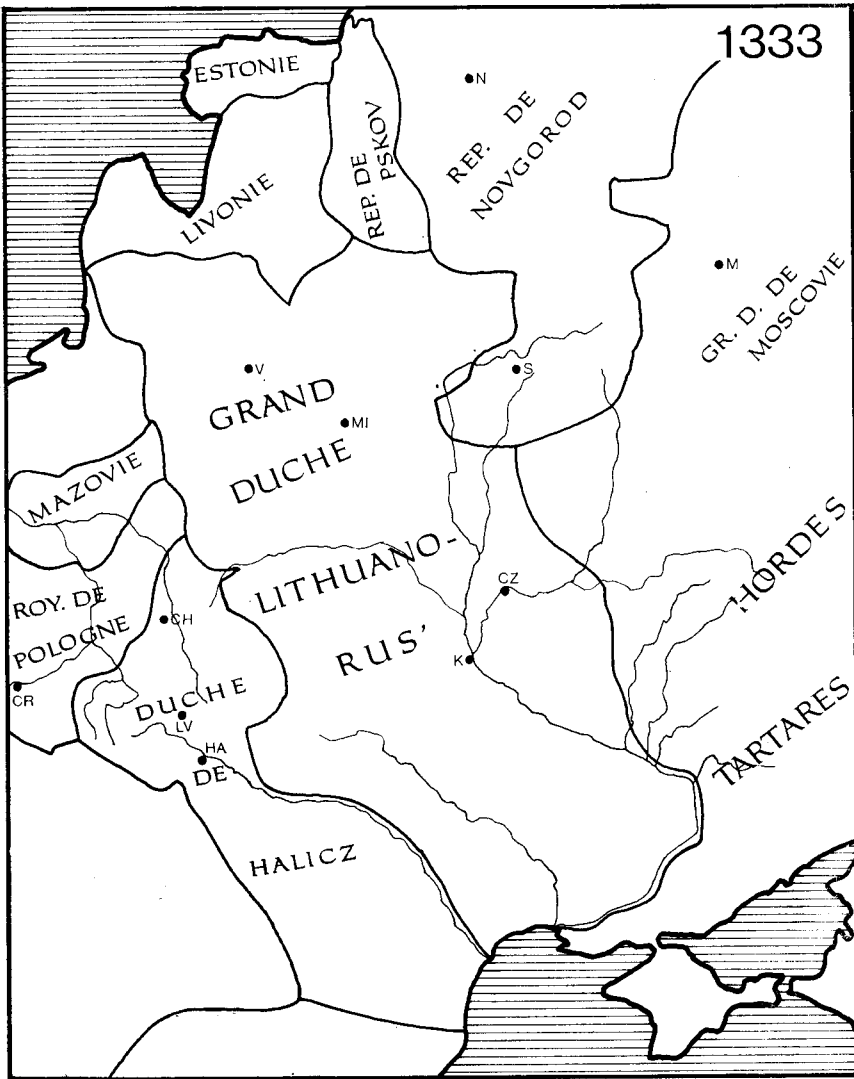 1333
ESTONIE
N
REP. DE
NOVGOROD
REP. DE
PSKOV
LIVONIE
M
GR. D. DE
MOSCOVIE
V
S
GRAND
MI
DUCHE
MAZOVIE
LITHUANO-
RUS'
HORDES
TARTARES
CZ
K
ROY. DE
POLOGNE
CH
CR
DUCHE
LV
HA
DE
HALICZ